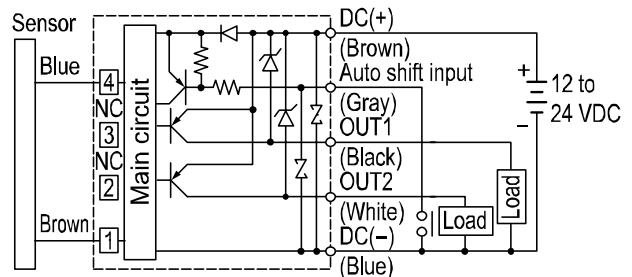 Sensor
DC(+)
(Brown)
Blue
Auto shift input
+
12 to
24 VDC
−
4
NC
(Gray)
OUT1
3
NC
Main circuit
(Black)
OUT2
2
Load
Load
(White)
Brown
1
DC(−)
(Blue)